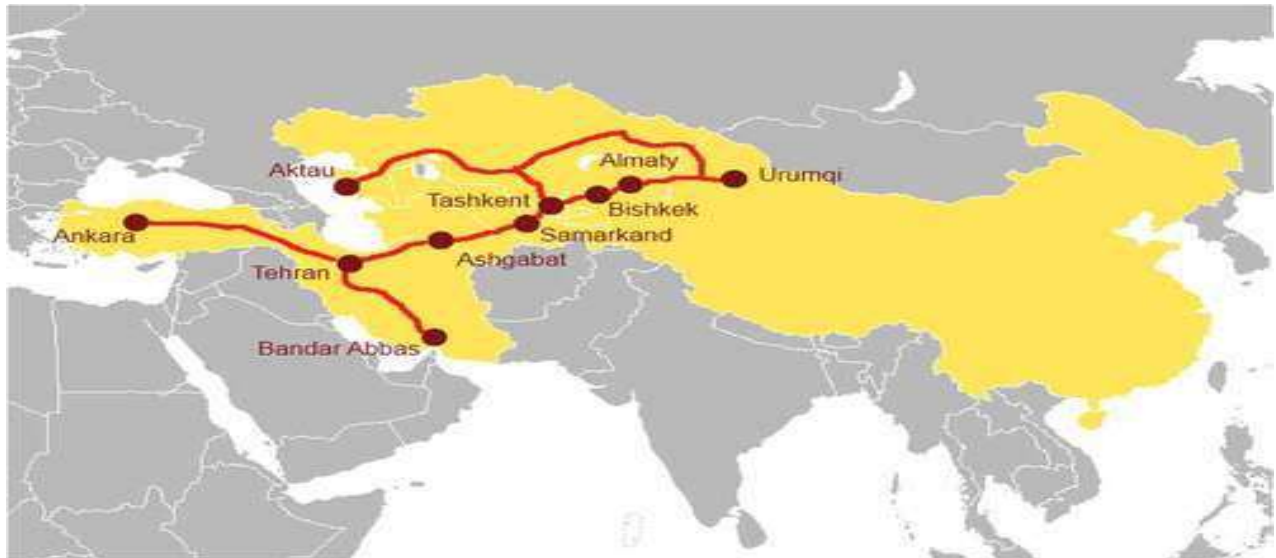 Almaty
Aktau
Urumqi
Tashkent
Bishkek
Ankara
Samarkand
Ashgabat
Tehran
Bandar Abbas